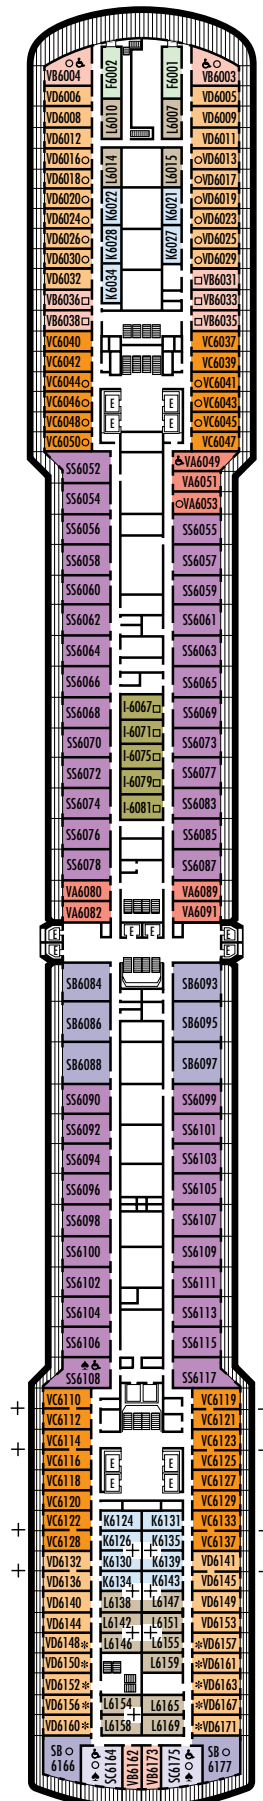 VB6004 F6002 F6001 VB6003
VD6006 VD6005
VD6008 L6010 L6007 VD6009
VD6012 VD6011
VD6016 L6014 L6015 VD6013
VD6018 VD6017
VD6020 K6022 K6021 VD6019
VD6024 VD6023
VD6026 K6028 K6027 VD6025
VD6030 VD6029
VD6032 K6034 VB6031
VB6036 VB6033
VB6038 VB6035
VC6040 VC6037
VC6042 VC6039
VC6044 VC6041
VC6046 E E VC6043
VC6048 E E VC6045
VC6050 VC6047
SS6052 VA6049
VA6051
SS6054 VA6053
SS6056 SS6055
SS6058 SS6057
SS6060 SS6059
SS6062 SS6061
SS6064 SS6063
SS6066 SS6065
SS6068 I-6067 SS6069
SS6070 I-6071 SS6073
SS6072 I-6075 SS6077
SS6074 I-6079 SS6083
I-6081
SS6076 SS6085
SS6078 SS6087
VA6080 VA6089
VA6082 VA6091
E E E E
E E
SB6084 SB6093
SB6086 SB6095
SB6088 SB6097
SS6090 SS6099
SS6092 SS6101
SS6094 SS6103
SS6096 SS6105
SS6098 SS6107
SS6100 SS6109
SS6102 SS6111
SS6104 SS6113
SS6106 SS6115
SS6108 SS6117
VC6110 VC6119
VC6112 VC6121
VC6114 VC6123
VC6116 E E VC6125
VC6118 E E VC6127
VC6120 VC6129
VC6122 K6124 K6131 VC6133
VC6128 K6126 K6135 VC6137
VD6132 K6130 K6139 VD6141
VD6136 K6134 K6143 VD6145
VD6140 L6138 L6147 VD6149
VD6144 L6142 L6151 VD6153
VD6148* L6146 L6155 *VD6157
VD6150* L6159 *VD6161
VD6152* *VD6163
VD6156* L6154 L6165 *VD6167
VD6160* L6158 L6169 *VD6171
SB 6166 SC6164 VB6162 VB6173 SC6175 SB 6177